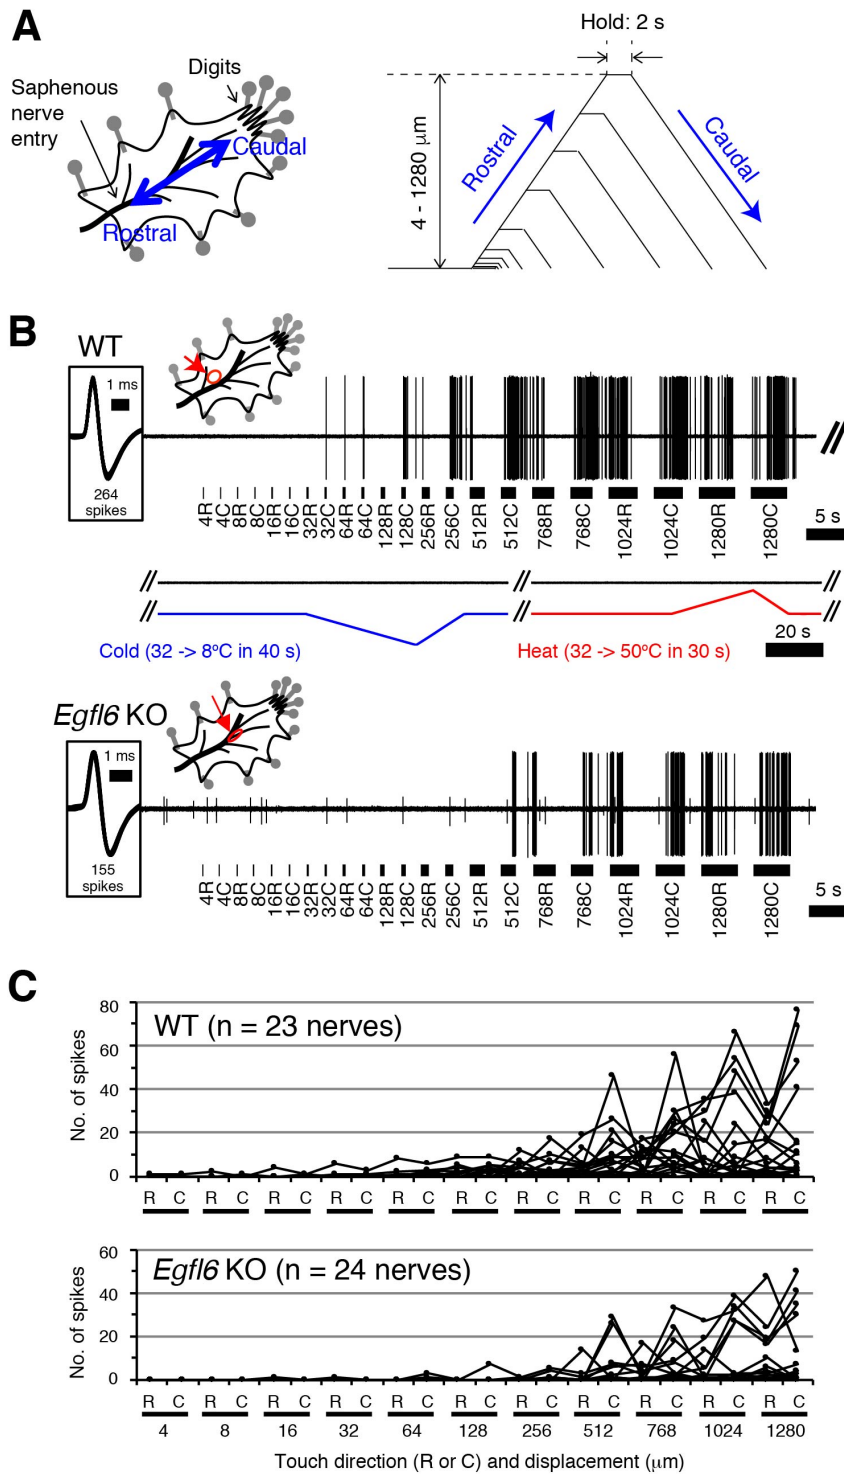 A
Saphenous
nerve
entry
Digits
Caudal
Rostral
Hold: 2 s
4 - 1280 µm
Rostral
Caudal
B
WT
1 ms
264
spikes
4R 4C 8R 8C 16R 16C 32R 32C 64R 64C 128R 128C 256R 256C 512R 512C 768R 768C 1024R 1024C 1280R 1280C
5 s
Cold (32 -> 8ºC in 40 s)
Heat (32 -> 50ºC in 30 s)
20 s
Egfl6 KO
1 ms
155
spikes
4R 4C 8R 8C 16R 16C 32R 32C 64R 64C 128R 128C 256R 256C 512R 512C 768R 768C 1024R 1024C 1280R 1280C
5 s
C
No. of spikes
80
60
40
20
0
WT (n = 23 nerves)
R C R C R C R C R C R C R C R C R C R C R C
No. of spikes
60
40
20
0
Egfl6 KO (n = 24 nerves)
R C R C R C R C R C R C R C R C R C R C R C
4 8 16 32 64 128 256 512 768 1024 1280
Touch direction (R or C) and displacement (µm)